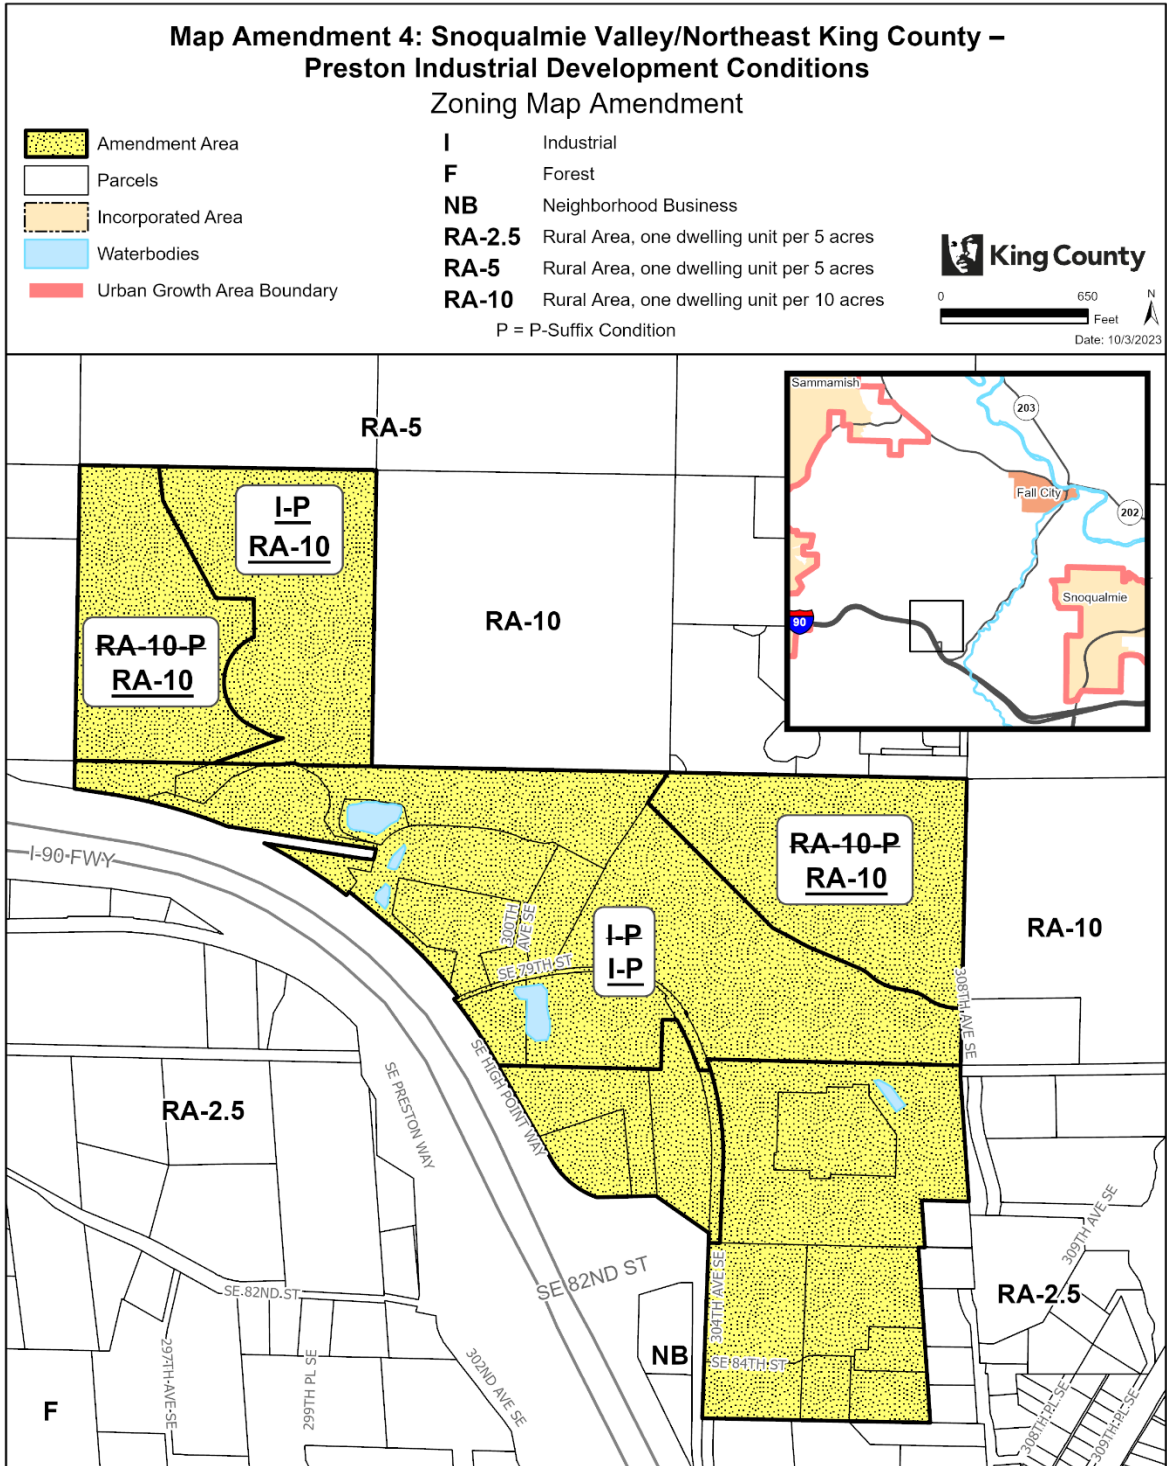 Map Amendment 4: Snoqualmie Valley/Northeast King County –
Preston Industrial Development Conditions
Zoning Map Amendment
Amendment Area
Parcels
Incorporated Area
Waterbodies
Urban Growth Area Boundary
I Industrial
F Forest
NB Neighborhood Business
RA-2.5 Rural Area, one dwelling unit per 5 acres
RA-5 Rural Area, one dwelling unit per 5 acres
RA-10 Rural Area, one dwelling unit per 10 acres
P = P-Suffix Condition
King County
0 650
Feet
N
Date: 10/3/2023
Sammamish
203
Fall City
202
Snoqualmie
90
RA-5
I-P
RA-10
RA-10
RA-10-P
RA-10
RA-10-P
RA-10
I-90 FWY
300TH
AVE SE
SE 79TH ST
I-P
I-P
RA-10
308TH AVE SE
SE HIGH POINT WAY
SE PRESTON WAY
RA-2.5
309TH AVE SE
SE 82ND ST
SE 82ND ST
304TH AVE SE
RA-2.5
297TH AVE SE
299TH PL SE
302ND AVE SE
NB
SE 84TH ST
308TH PL SE
309TH PL SE
F